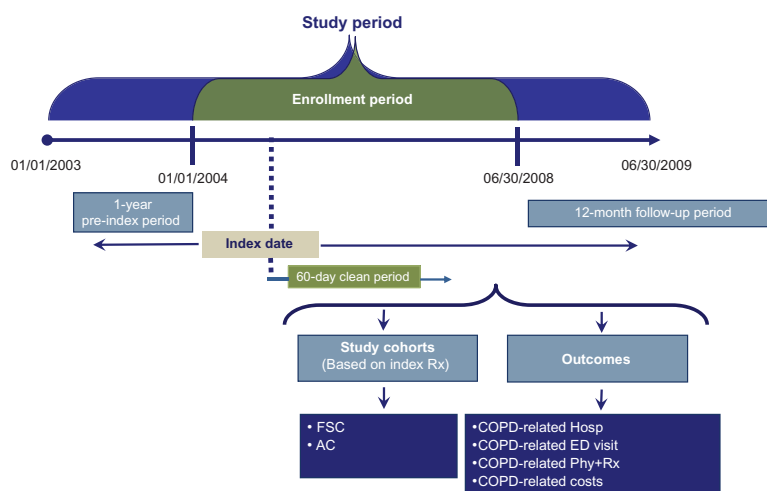 Study period
Enrollment period
01/01/2003
01/01/2004
06/30/2008
06/30/2009
1-year
pre-index period
12-month follow-up period
Index date
60-day clean period
Study cohorts
(Based on index Rx)
Outcomes
• FSC
• AC
•COPD-related Hosp
•COPD-related ED visit
•COPD-related Phy+Rx
•COPD-related costs